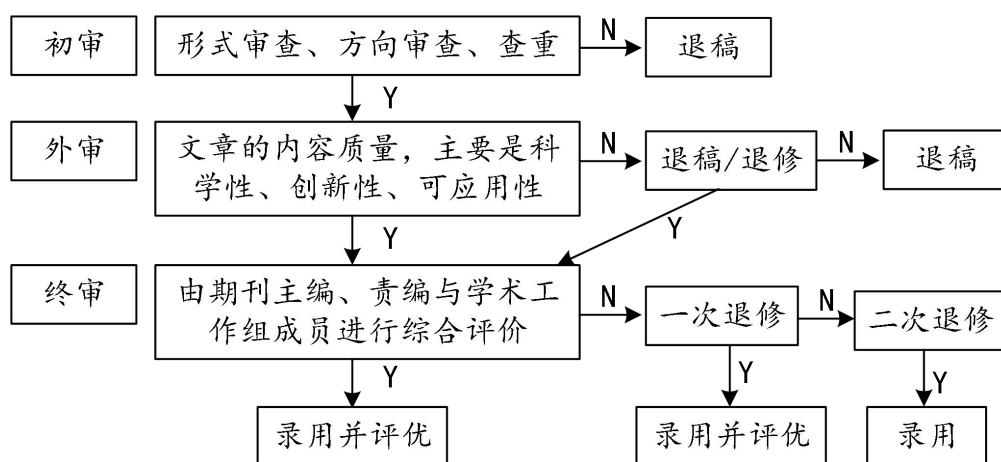 初审
形式审查、方向审查、查重
N
退稿
Y
外审
文章的内容质量，主要是科
学性、创新性、可应用性
N
退稿/退修
N
退稿
Y
Y
终审
由期刊主编、责编与学术工
作组成员进行综合评价
N
一次退修
N
二次退修
Y
Y
Y
录用并评优
录用并评优
录用